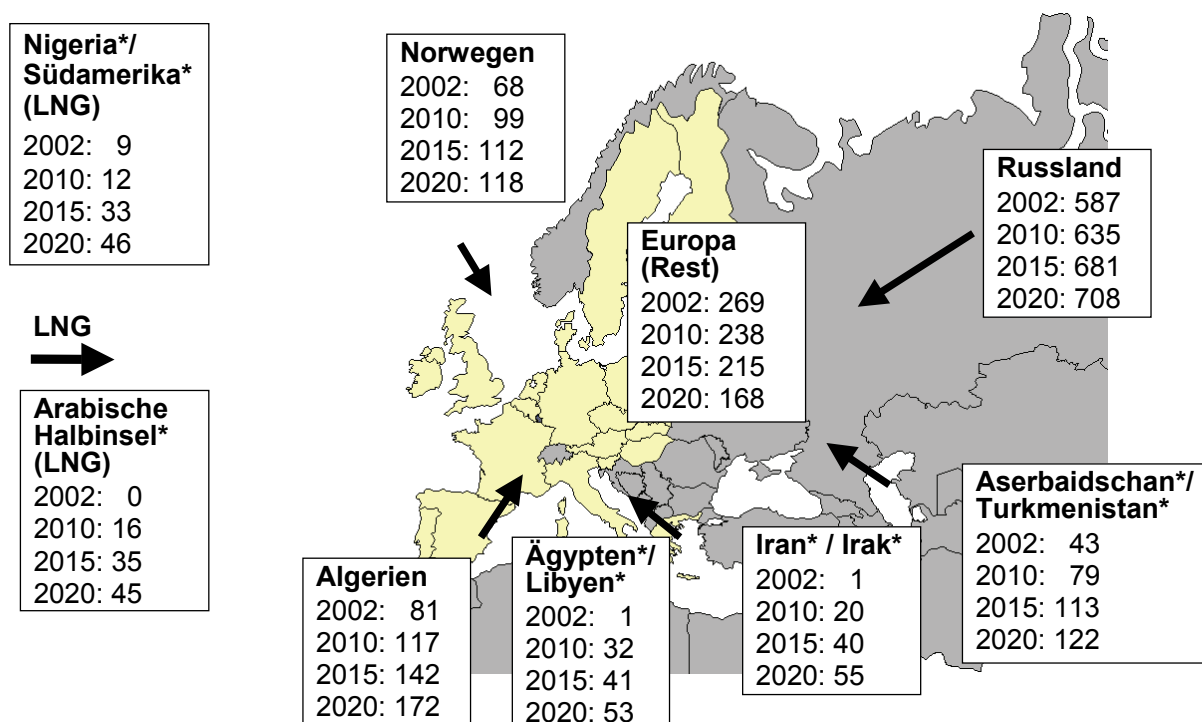 Nigeria*/
Südamerika*
(LNG)
2002: 9
2010: 12
2015: 33
2020: 46
Norwegen
2002: 68
2010: 99
2015: 112
2020: 118
Russland
2002: 587
2010: 635
2015: 681
2020: 708
Europa
(Rest)
2002: 269
2010: 238
2015: 215
2020: 168
LNG
Arabische
Halbinsel*
(LNG)
2002: 0
2010: 16
2015: 35
2020: 45
Algerien
2002: 81
2010: 117
2015: 142
2020: 172
Ägypten*/
Libyen*
2002: 1
2010: 32
2015: 41
2020: 53
Iran* / Irak*
2002: 1
2010: 20
2015: 40
2020: 55
Aserbaidschan*/
Turkmenistan*
2002: 43
2010: 79
2015: 113
2020: 122